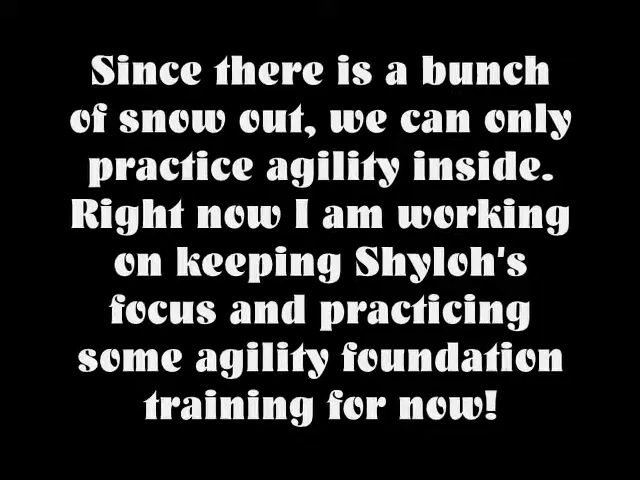 Since there is a bunch
of snow out, we can only
practice agility inside.
Right now I am working
on keeping Shyloh's
focus and practicing
some agility foundation
training for now!